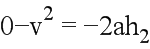 0−v² = −2ah₂